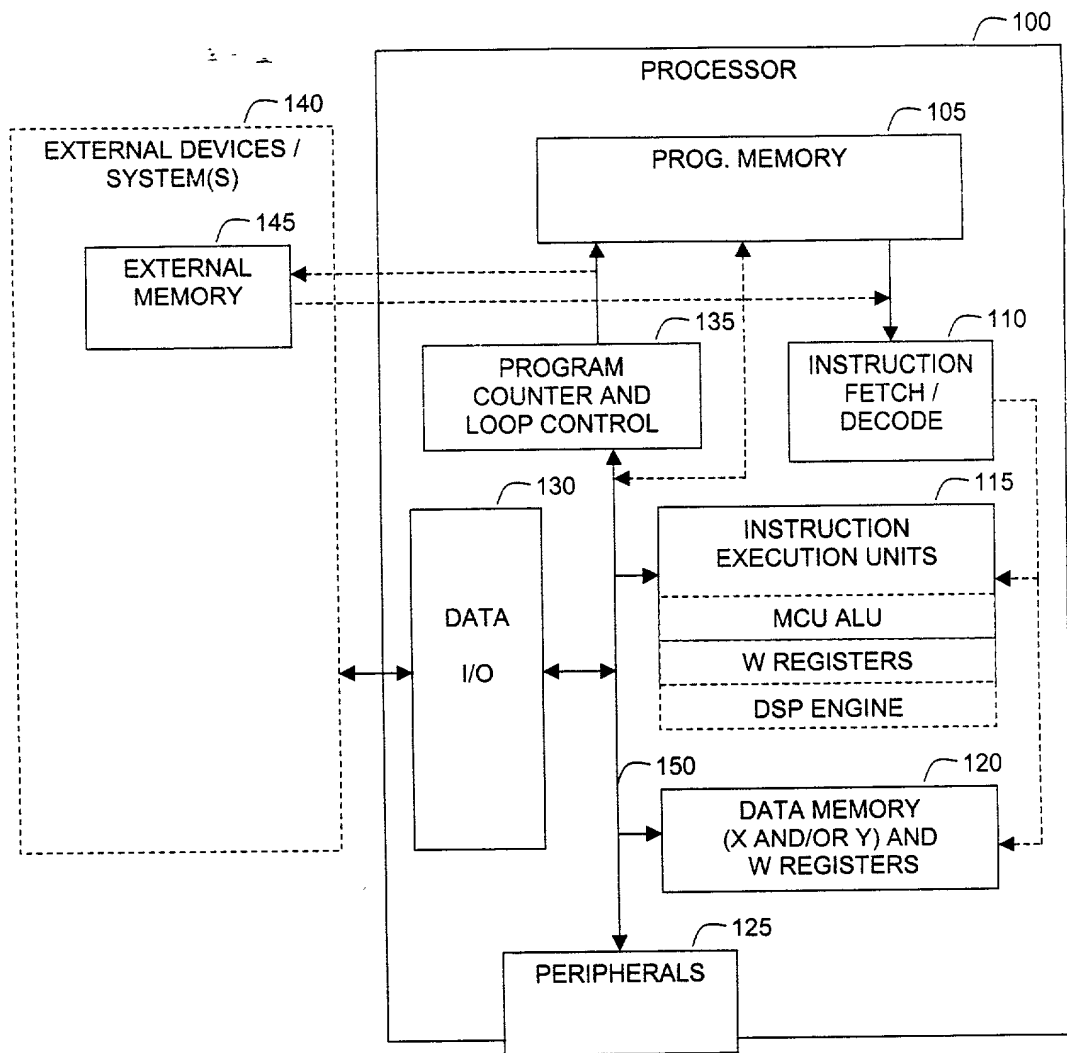 100
PROCESSOR
140
EXTERNAL DEVICES /
SYSTEM(S)
105
PROG. MEMORY
145
EXTERNAL
MEMORY
135
PROGRAM
COUNTER AND
LOOP CONTROL
110
INSTRUCTION
FETCH /
DECODE
130
DATA
I/O
115
INSTRUCTION
EXECUTION UNITS
MCU ALU
W REGISTERS
DSP ENGINE
150
120
DATA MEMORY
(X AND/OR Y) AND
W REGISTERS
125
PERIPHERALS